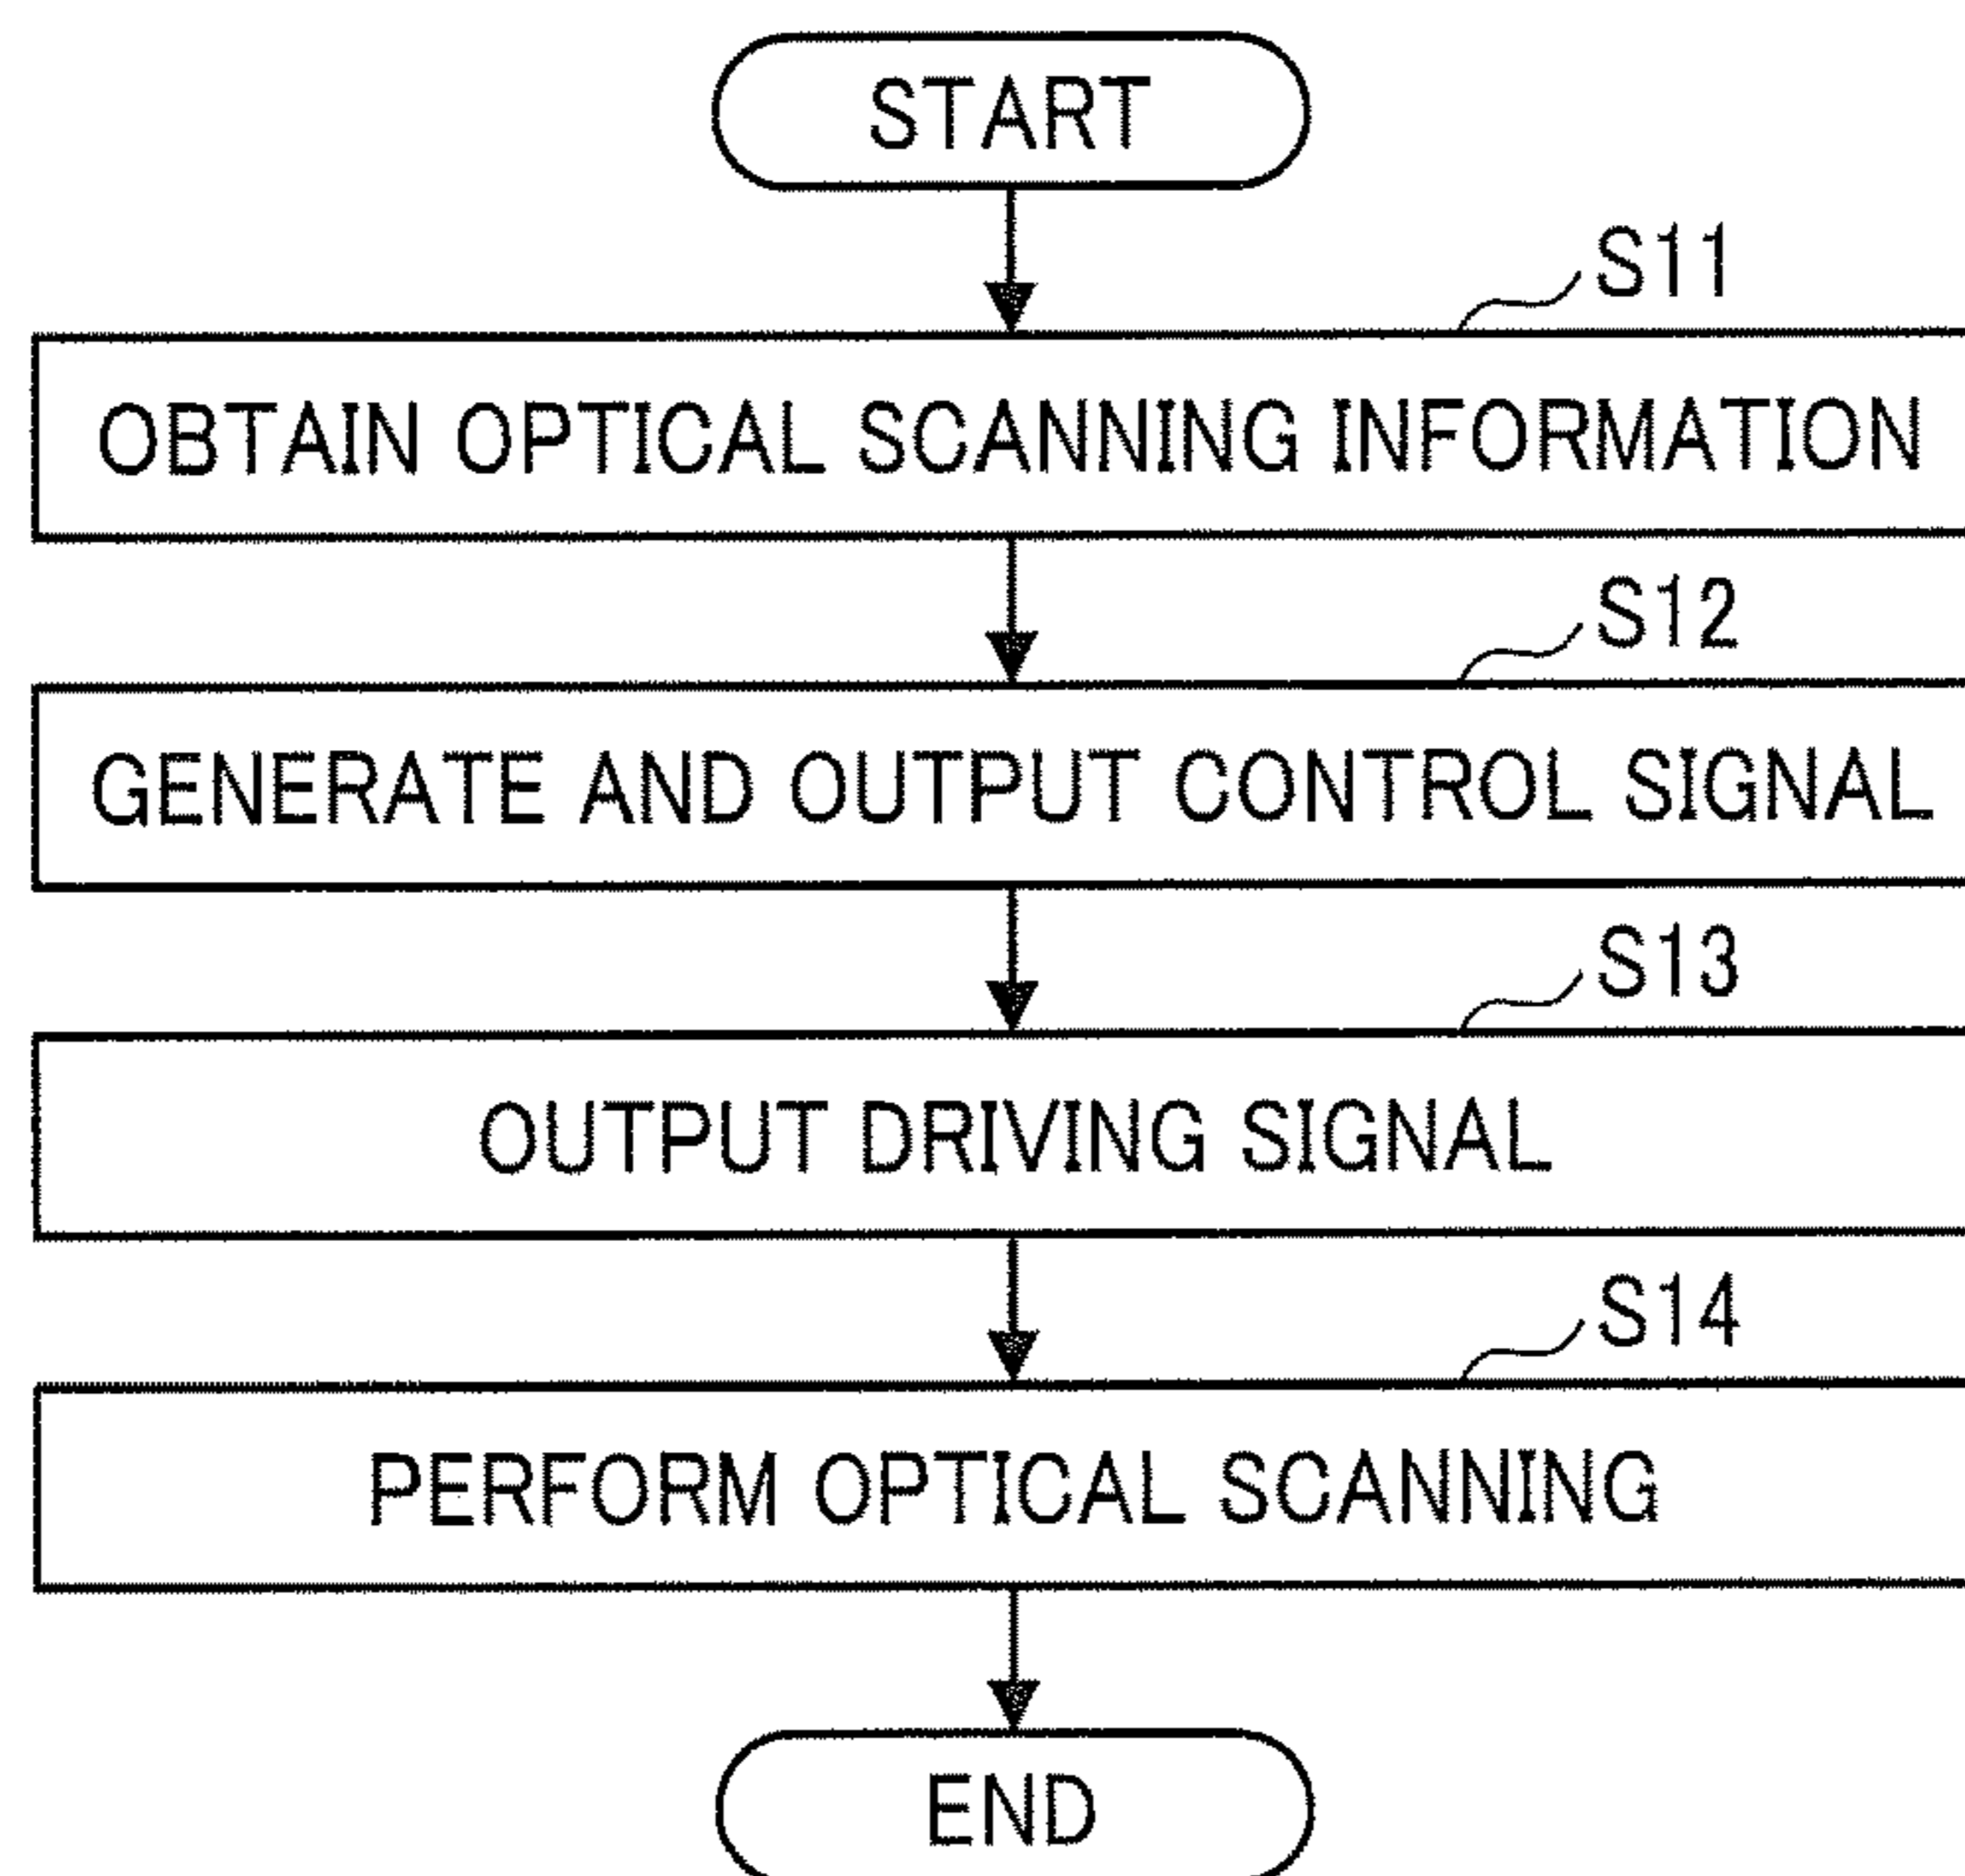 START
S11
OBTAIN OPTICAL SCANNING INFORMATION
S12
GENERATE AND OUTPUT CONTROL SIGNAL
S13
OUTPUT DRIVING SIGNAL
S14
PERFORM OPTICAL SCANNING
END